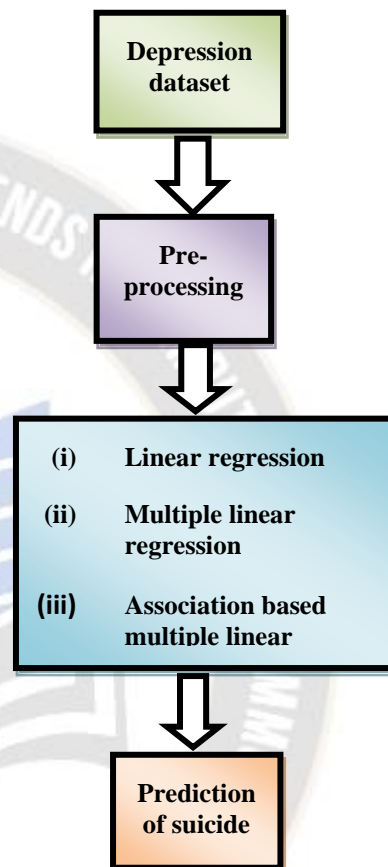 Depression
dataset
Pre-
processing
(i) Linear regression
(ii) Multiple linear
regression
(iii) Association based
multiple linear
Prediction
of suicide